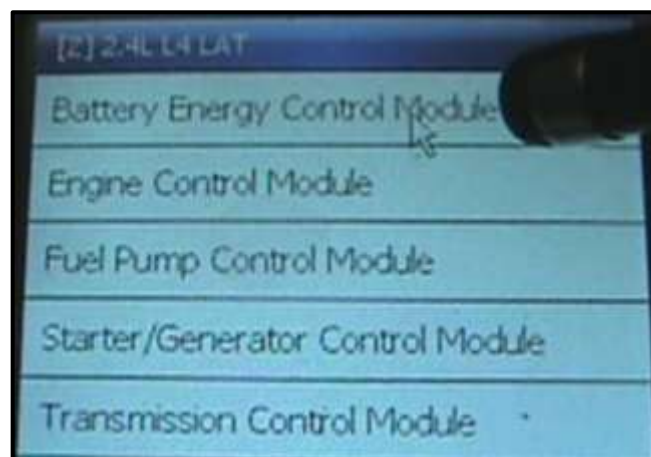 [Z] 2.4L L4 LAT
Battery Energy Control Module
Engine Control Module
Fuel Pump Control Module
Starter/Generator Control Module
Transmission Control Module